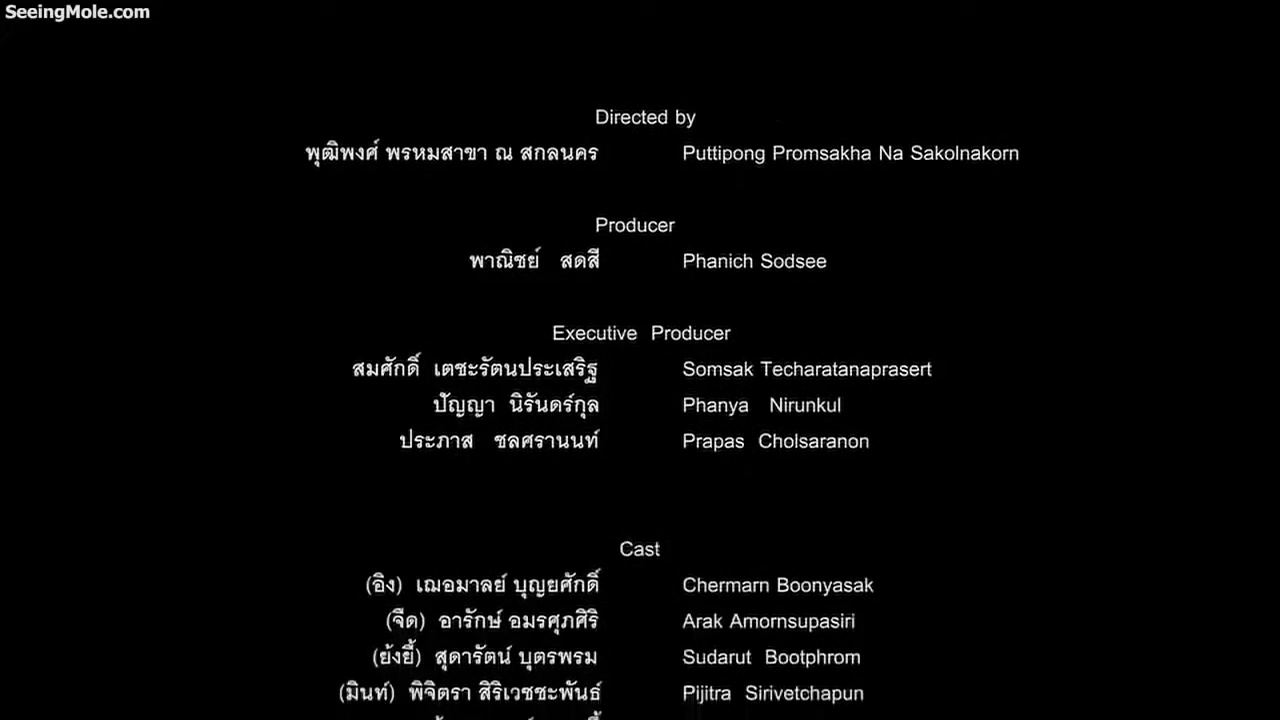 SeeingMole.com
Directed by
พุฒิพงศ์ พรหมสาขา ณ สกลนคร Puttipong Promsakha Na Sakolnakorn
Producer
พาณิชย์ สดสี Phanich Sodsee
Executive Producer
สมศักดิ์ เตชะรัตนประเสริฐ Somsak Techaratanaprasert
ปัญญา นิรันดร์กุล Phanya Nirunkul
ประภาส ชลศรานนท์ Prapas Cholsaranon
Cast
(อิง) เฌอมาลย์ บุญยศักดิ์ Chermarn Boonyasak
(จืด) อารักษ์ อมรศุภศิริ Arak Amornsupasiri
(ย้งยี้) สุดารัตน์ บุตรพรม Sudarut Bootphrom
(มินท์) พิจิตรา สิริเวชชะพันธ์ Pijitra Sirivetchapun